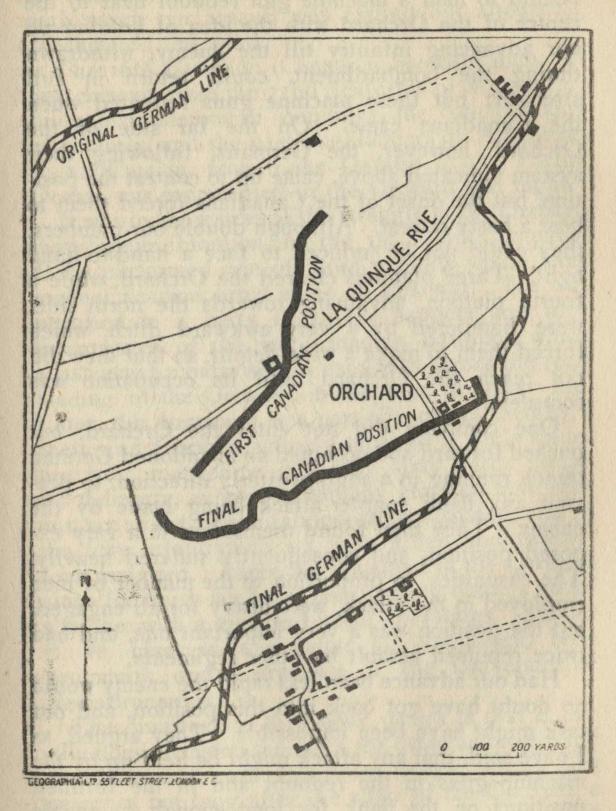 ORIGINAL GERMAN LINE
LA QUINQUE RUE
FIRST CANADIAN POSITION
ORCHARD
FINAL CANADIAN POSITION
FINAL GERMAN LINE
N
0 100 200 YARDS
GEOGRAPHIA LTD 55 FLEET STREET LONDON E.C.